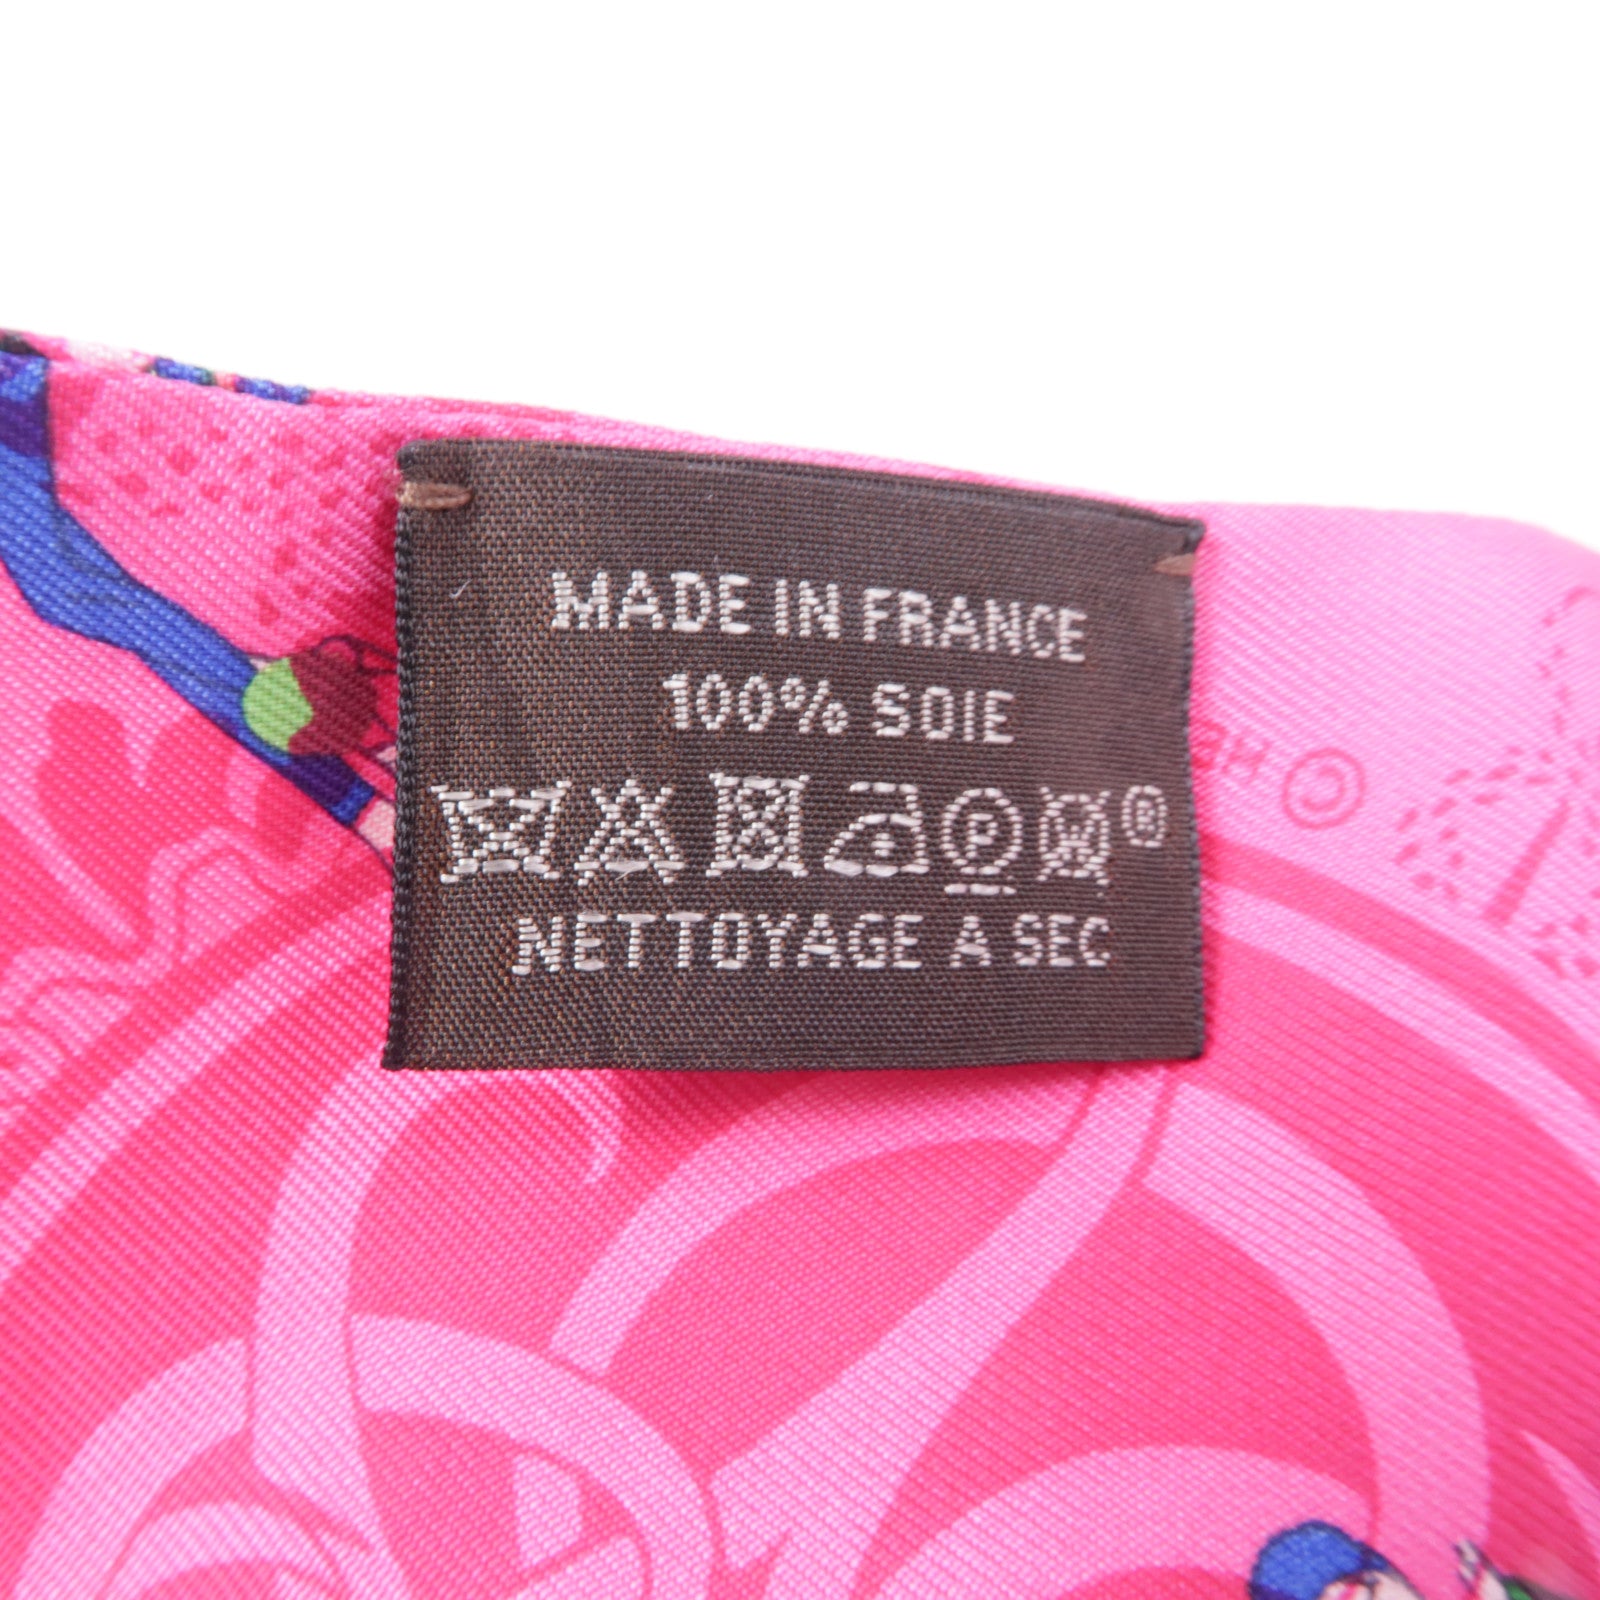 MADE IN FRANCE
100% SOIE
P W ®
NETTOYAGE A SEC
©